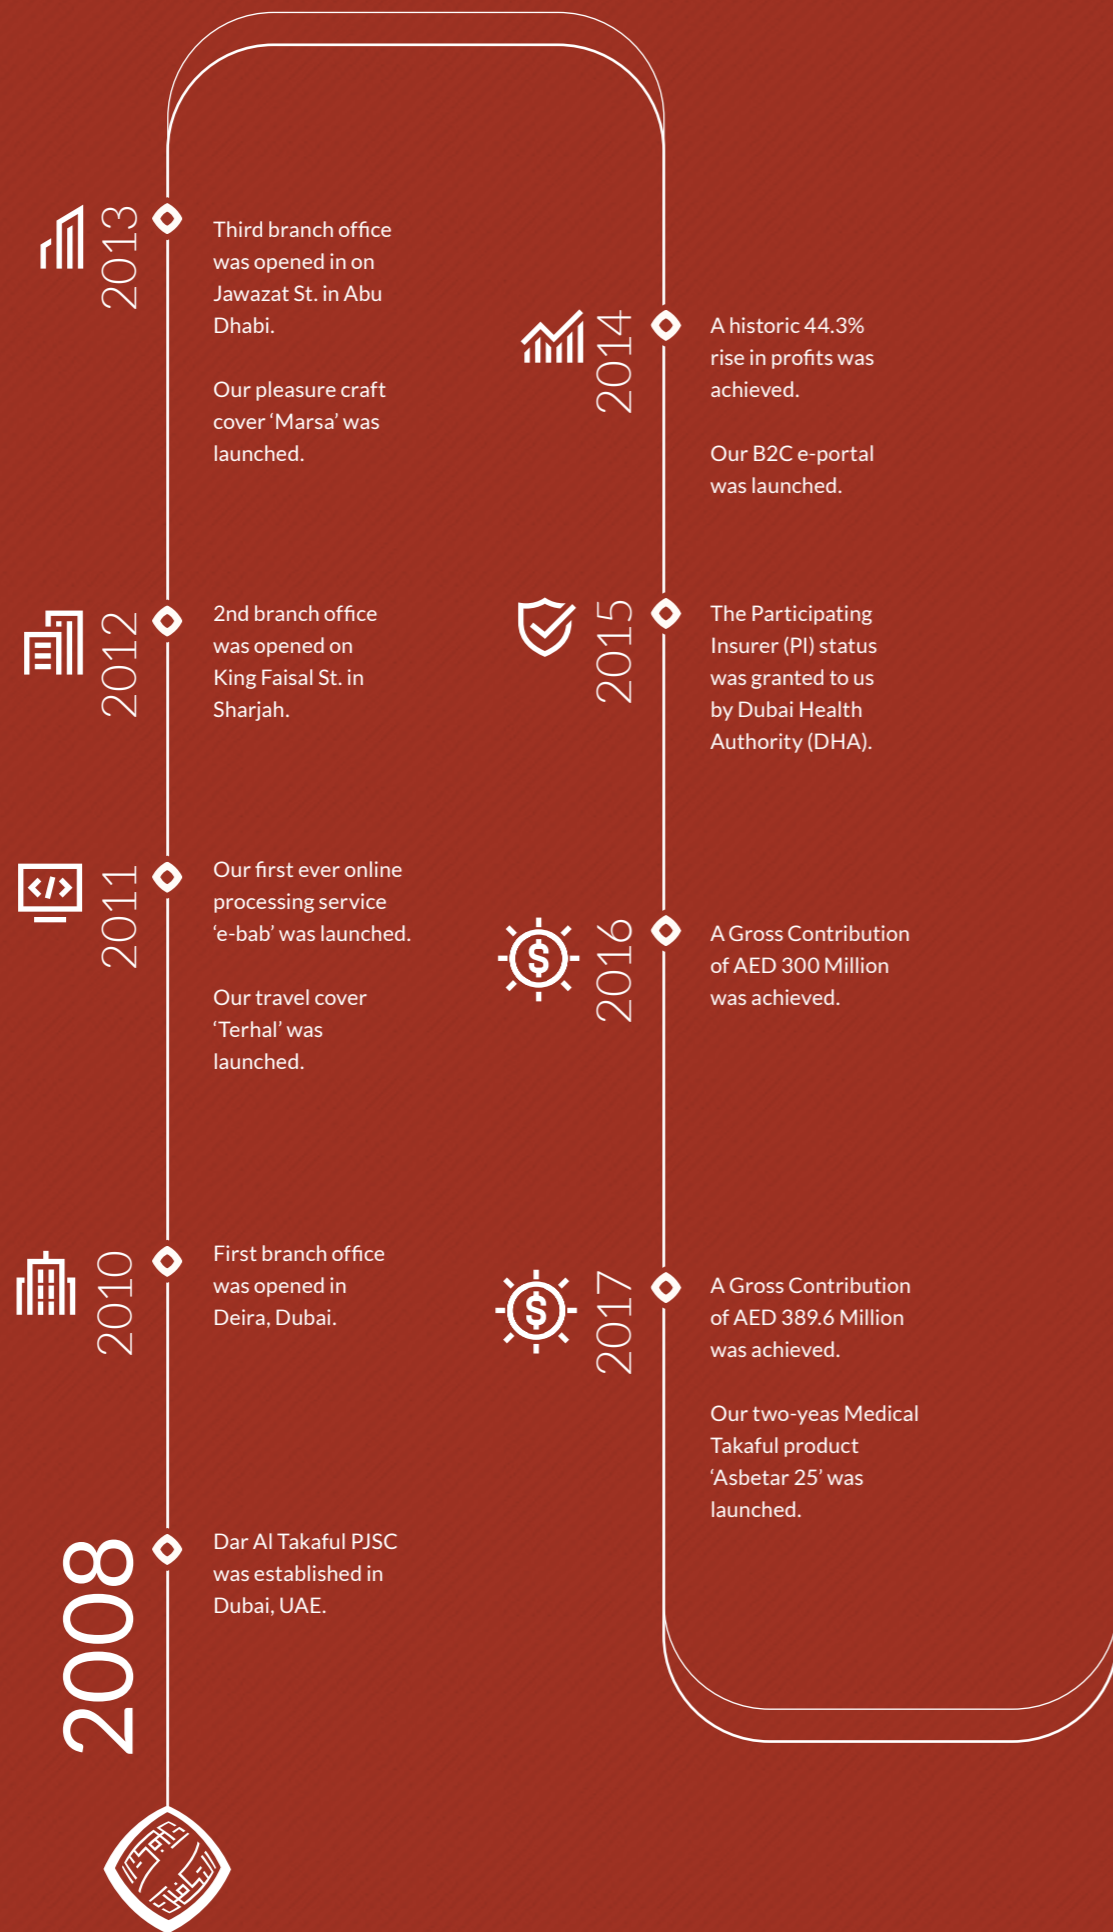 2013
Third branch office
was opened in on
Jawazat St. in Abu
Dhabi.
Our pleasure craft
cover ‘Marsa’ was
launched.
2012
2nd branch office
was opened on
King Faisal St. in
Sharjah.
2011
Our first ever online
processing service
‘e-bab’ was launched.
Our travel cover
‘Terhal’ was
launched.
2010
First branch office
was opened in
Deira, Dubai.
2008
Dar Al Takaful PJSC
was established in
Dubai, UAE.
2014
A historic 44.3%
rise in profits was
achieved.
Our B2C e-portal
was launched.
2015
The Participating
Insurer (PI) status
was granted to us
by Dubai Health
Authority (DHA).
2016
A Gross Contribution
of AED 300 Million
was achieved.
2017
A Gross Contribution
of AED 389.6 Million
was achieved.
Our two-yeas Medical
Takaful product
‘Asbetar 25’ was
launched.